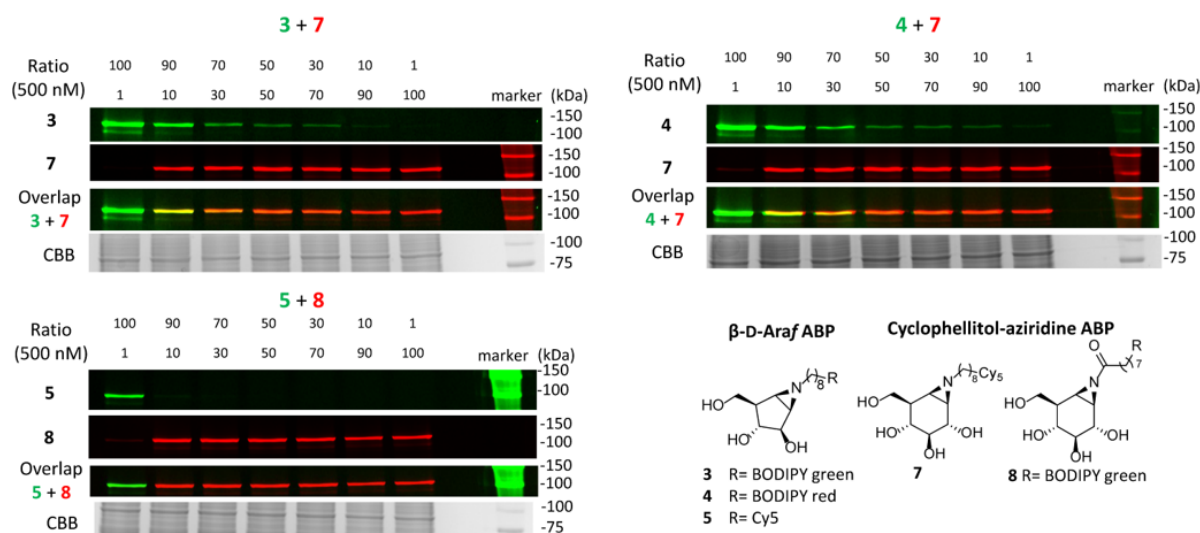 3 + 7
Ratio (500 nM)
100 90 70 50 30 10 1
1 10 30 50 70 90 100
marker (kDa)
3
-150
-100
7
-150
-100
Overlap
3 + 7
-150
-100
CBB
-100
-75
4 + 7
Ratio (500 nM)
100 90 70 50 30 10 1
1 10 30 50 70 90 100
marker (kDa)
4
-150
-100
7
-150
-100
Overlap
4 + 7
-150
-100
CBB
-100
-75
5 + 8
Ratio (500 nM)
100 90 70 50 30 10 1
1 10 30 50 70 90 100
marker (kDa)
5
-150
-100
8
-150
-100
Overlap
5 + 8
-150
-100
CBB
-100
-75
β-D-Araf ABP
N ()8R
HO
HO
OH
3 R= BODIPY green
4 R= BODIPY red
5 R= Cy5
Cyclophellitol-aziridine ABP
N ()8Cy5
HO
HO
OH
OH
7
O
R
()7
N
HO
HO
OH
OH
8 R= BODIPY green